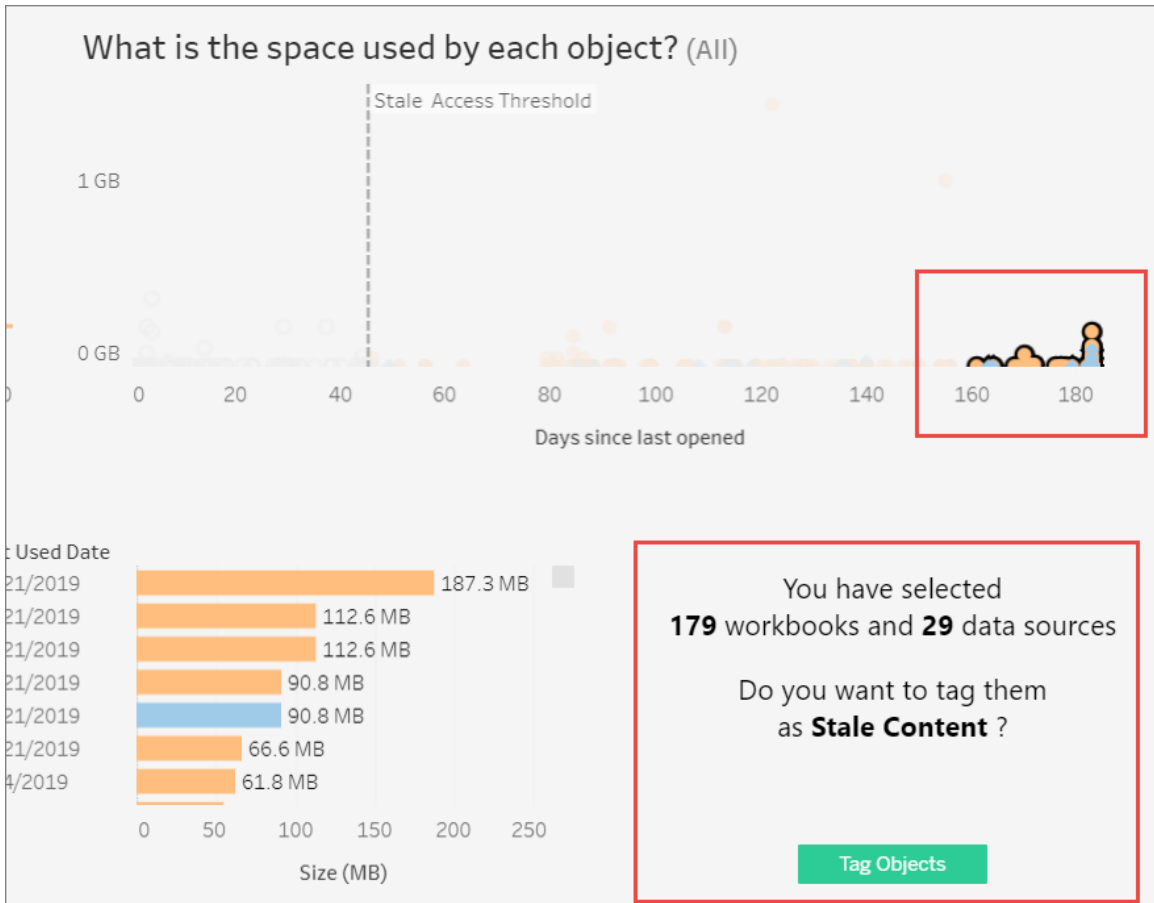 What is the space used by each object? (All)
Stale Access Threshold
1 GB
0 GB
0 20 40 60 80 100 120 140 160 180
Days since last opened
Used Date
21/2019 187.3 MB
21/2019 112.6 MB
21/2019 112.6 MB
21/2019 90.8 MB
21/2019 90.8 MB
21/2019 66.6 MB
4/2019 61.8 MB
0 50 100 150 200 250
Size (MB)
You have selected
179 workbooks and 29 data sources
Do you want to tag them
as Stale Content ?
Tag Objects